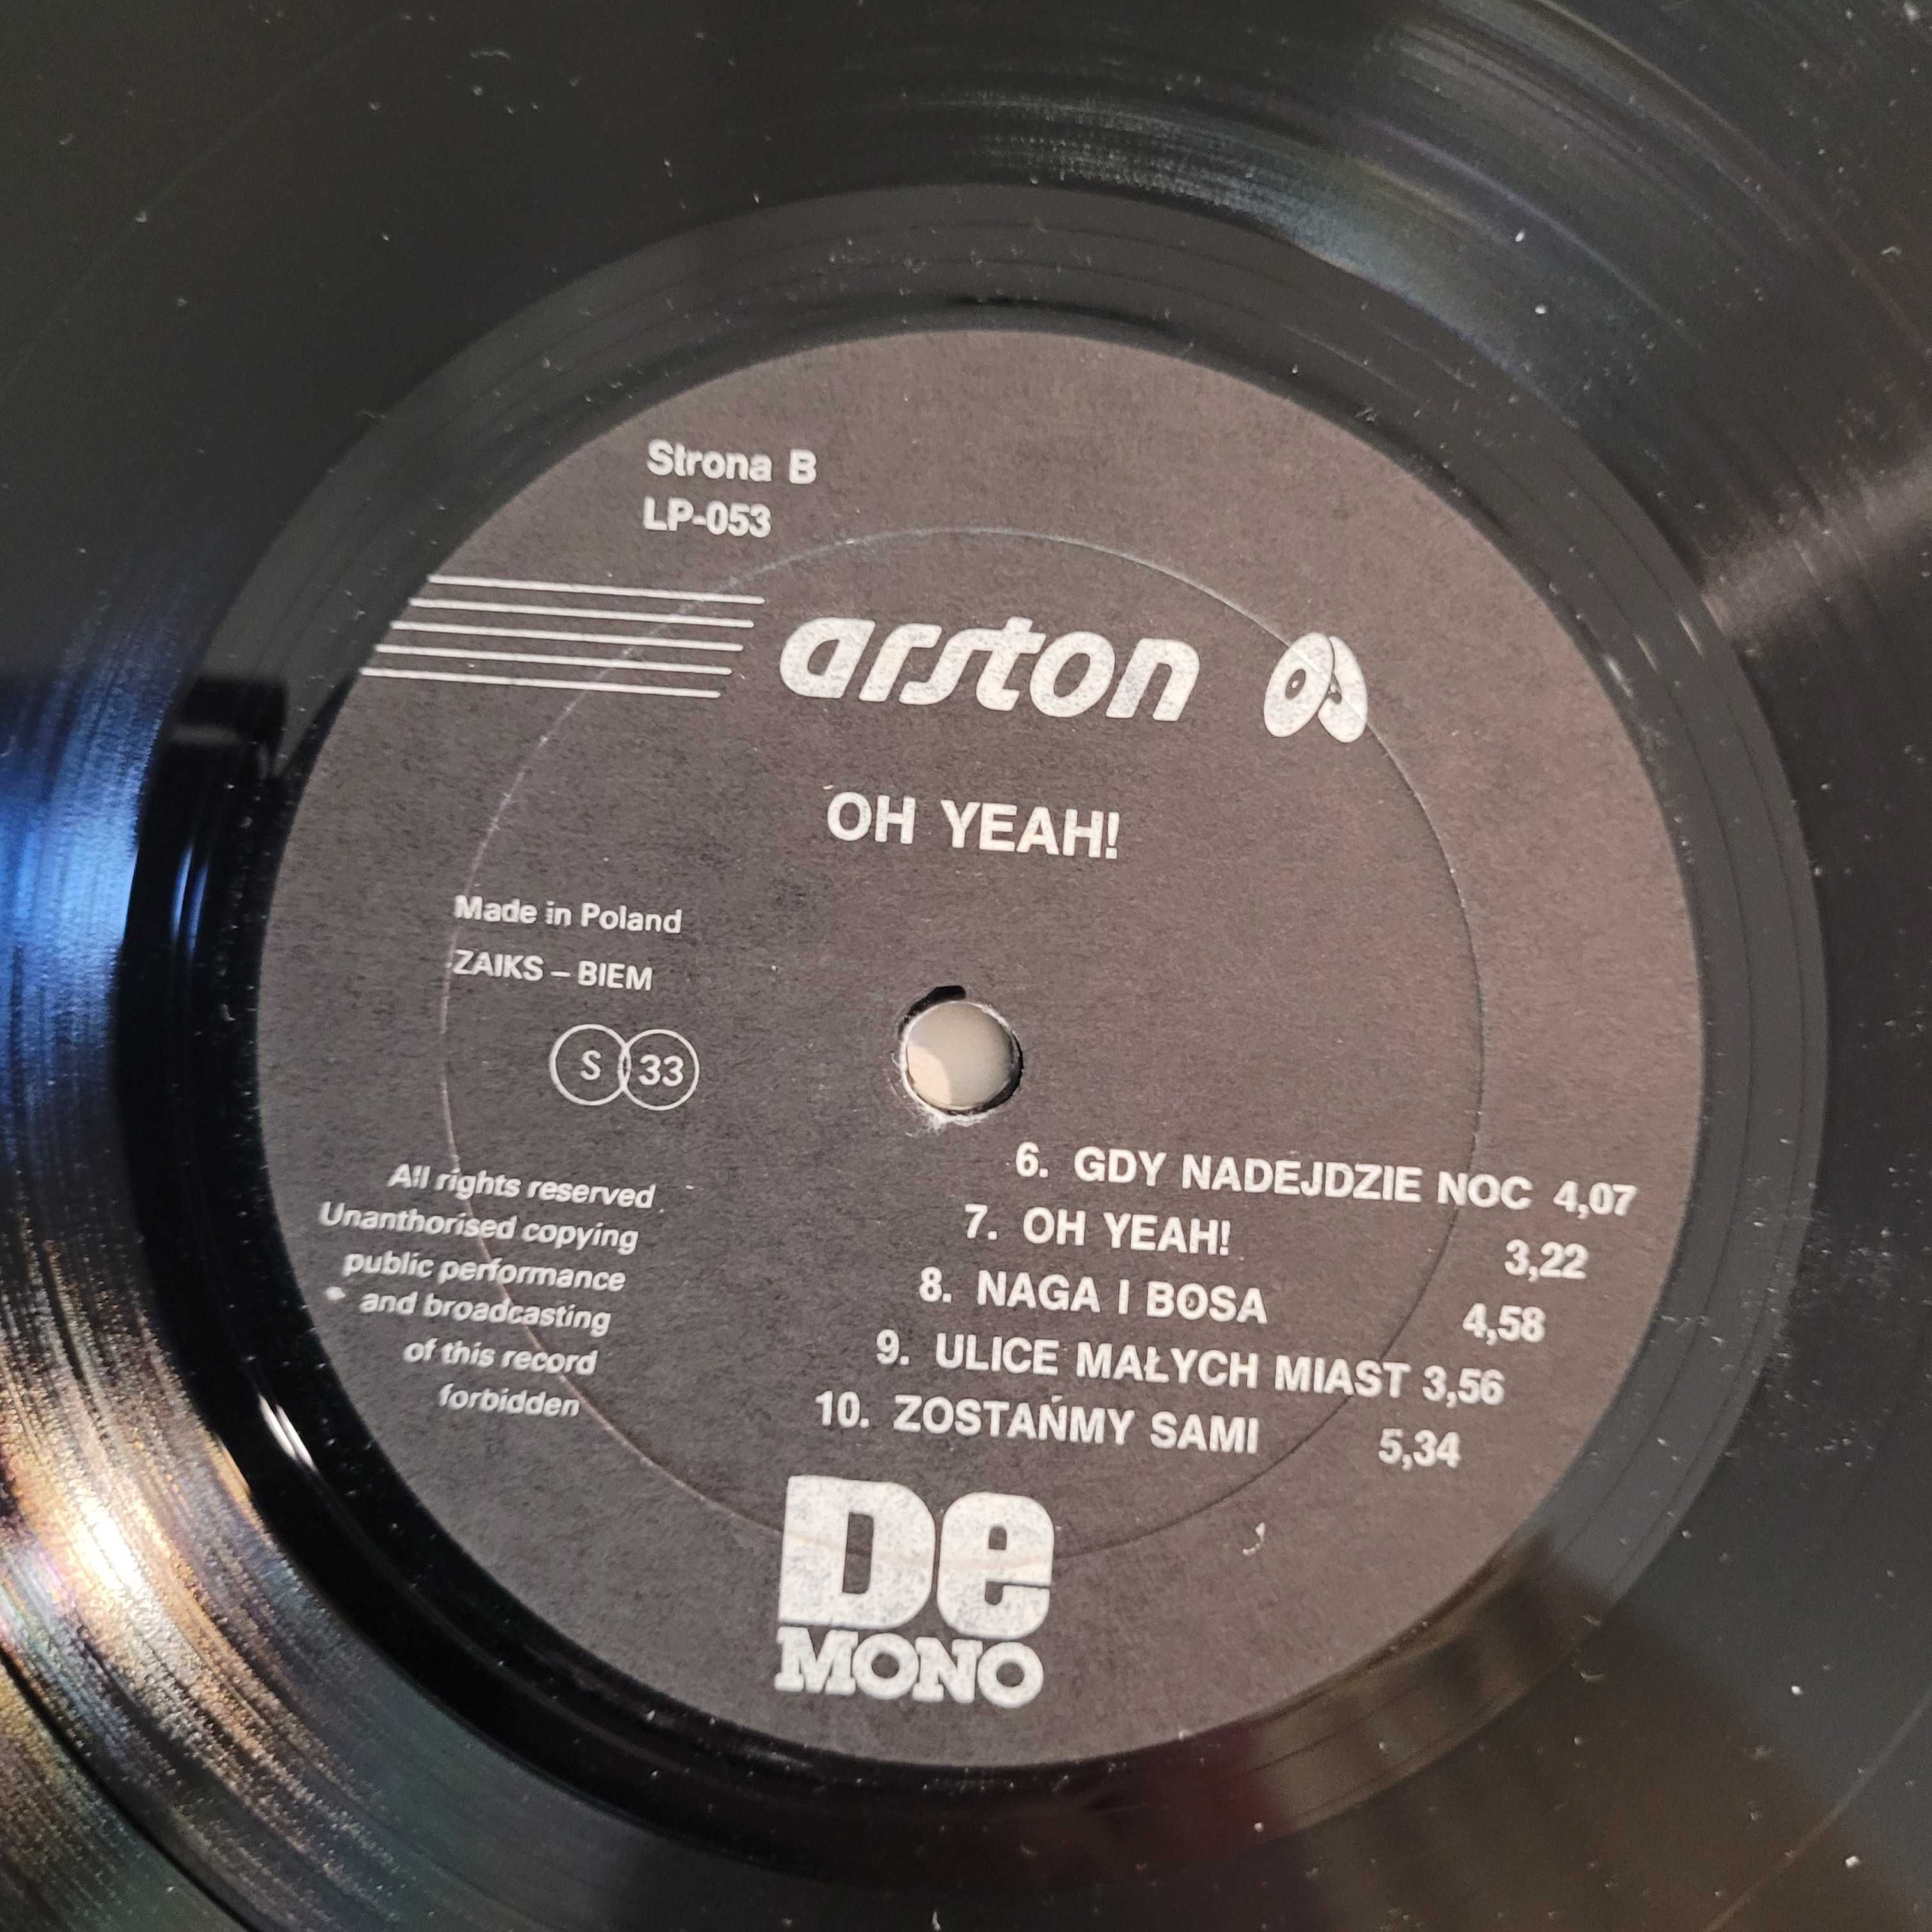 Strona B
LP-053
arston
OH YEAH!
Made in Poland
ZAIKS – BIEM
S 33
All rights reserved
Unanthorised copying
public performance
and broadcasting
of this record
forbidden
6. GDY NADEJDZIE NOC 4,07
7. OH YEAH! 3,22
8. NAGA I BOSA 4,58
9. ULICE MAŁYCH MIAST 3,56
10. ZOSTAŃMY SAMI 5,34
De
MONO